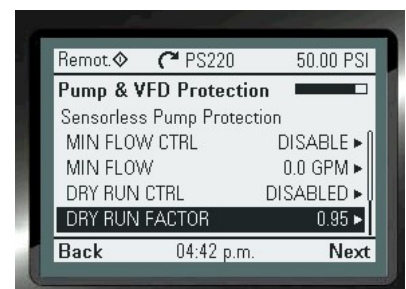 Remot. PS220 50.00 PSI
Pump & VFD Protection
Sensorless Pump Protection
MIN FLOW CTRL DISABLE
MIN FLOW 0.0 GPM
DRY RUN CTRL DISABLED
DRY RUN FACTOR 0.95
Back 04:42 p.m. Next